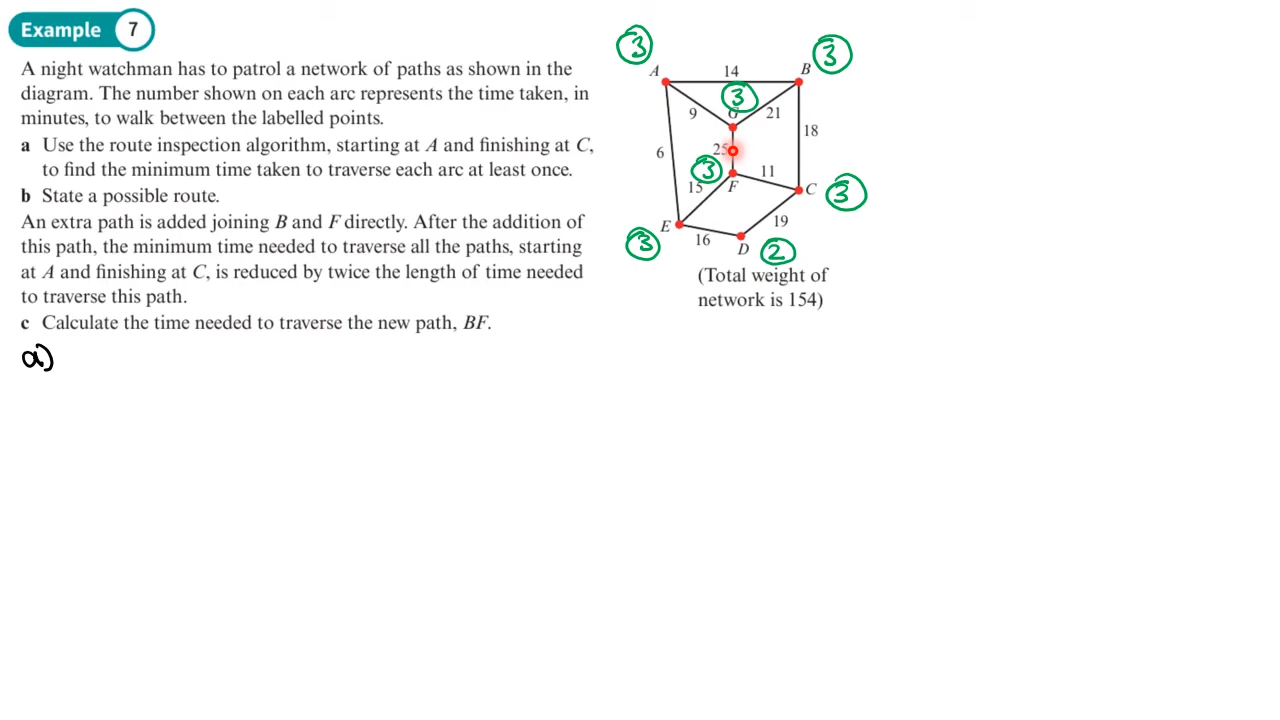 Example 7
A night watchman has to patrol a network of paths as shown in the
diagram. The number shown on each arc represents the time taken, in
minutes, to walk between the labelled points.
a Use the route inspection algorithm, starting at A and finishing at C,
to find the minimum time taken to traverse each arc at least once.
b State a possible route.
An extra path is added joining B and F directly. After the addition of
this path, the minimum time needed to traverse all the paths, starting
at A and finishing at C, is reduced by twice the length of time needed
to traverse this path.
c Calculate the time needed to traverse the new path, BF.
a)
3
3
A 14 B
3
9 G 21
18
6 25
3 11
15 F C 3
E 19
3 16 D 2
(Total weight of
network is 154)